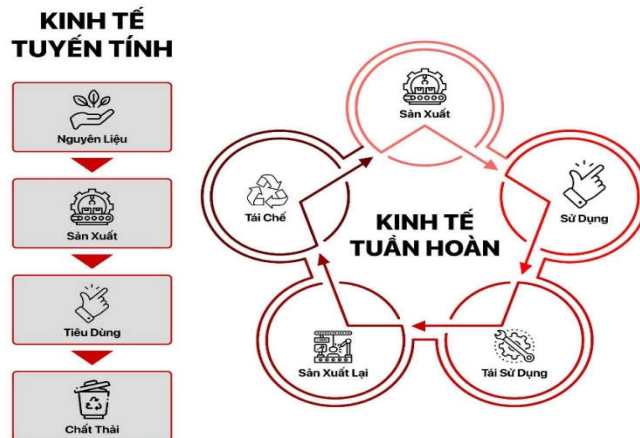 KINH TẾ
TUYẾN TÍNH
Nguyên Liệu
Sản Xuất
Tiêu Dùng
Chất Thải
Sản Xuất
Sử Dụng
Tái Sử Dụng
Sản Xuất Lại
Tái Chế
KINH TẾ
TUẦN HOÀN